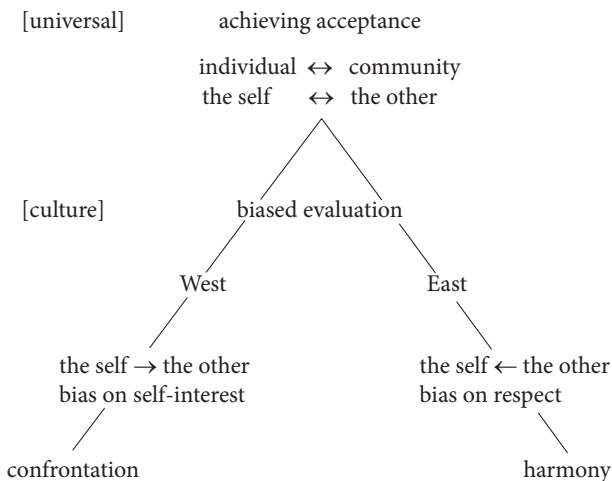 [universal] achieving acceptance
individual ↔ community
the self ↔ the other
[culture] biased evaluation
West East
the self → the other the self ← the other
bias on self-interest bias on respect
confrontation harmony